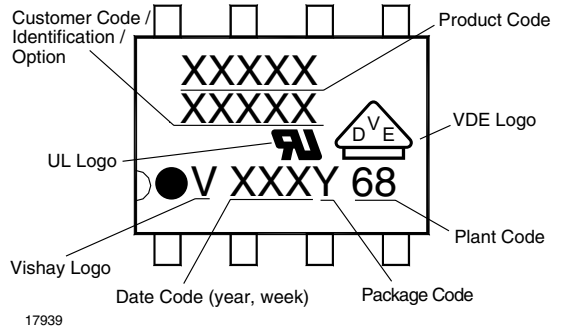 Customer Code /
Identification /
Option
Product Code
XXXXX
XXXXX
D V E
VDE Logo
UL Logo
V XXXY 68
Plant Code
Vishay Logo
Date Code (year, week)
Package Code
17939